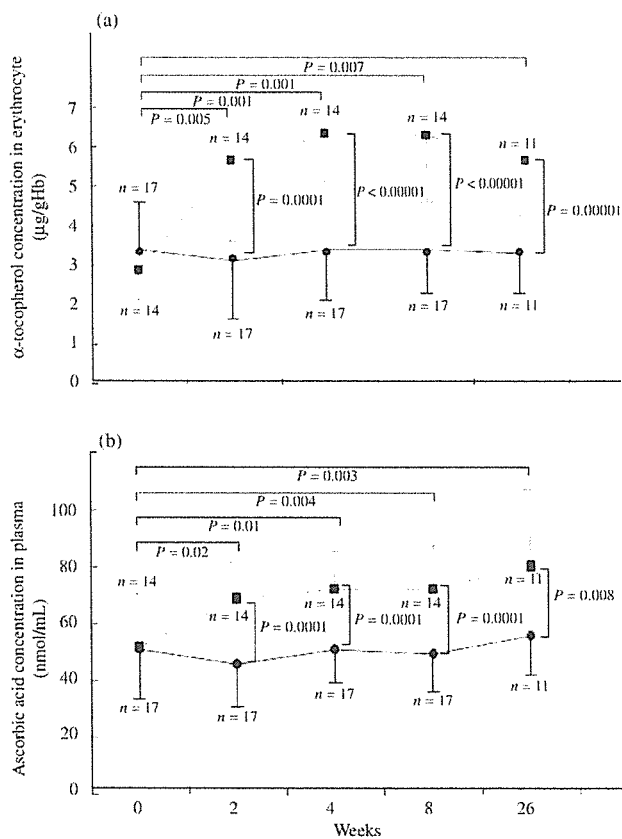 (a)
P = 0.007
P = 0.001
P = 0.001
P = 0.005
n = 14
n = 14
n = 14
n = 11
n = 17
P = 0.0001
P < 0.00001
P < 0.00001
P = 0.00001
n = 14
n = 17
n = 17
n = 17
n = 11
7
6
5
4
3
2
1
0
α-tocopherol concentration in erythrocyte
(µg/gHb)
(b)
P = 0.003
P = 0.004
P = 0.01
P = 0.02
n = 14
n = 14
n = 14
n = 14
n = 11
P = 0.0001
P = 0.0001
P = 0.0001
P = 0.008
n = 17
n = 17
n = 17
n = 17
n = 11
100
80
60
40
20
0
Ascorbic acid concentration in plasma
(nmol/mL)
0 2 4 8 26
Weeks